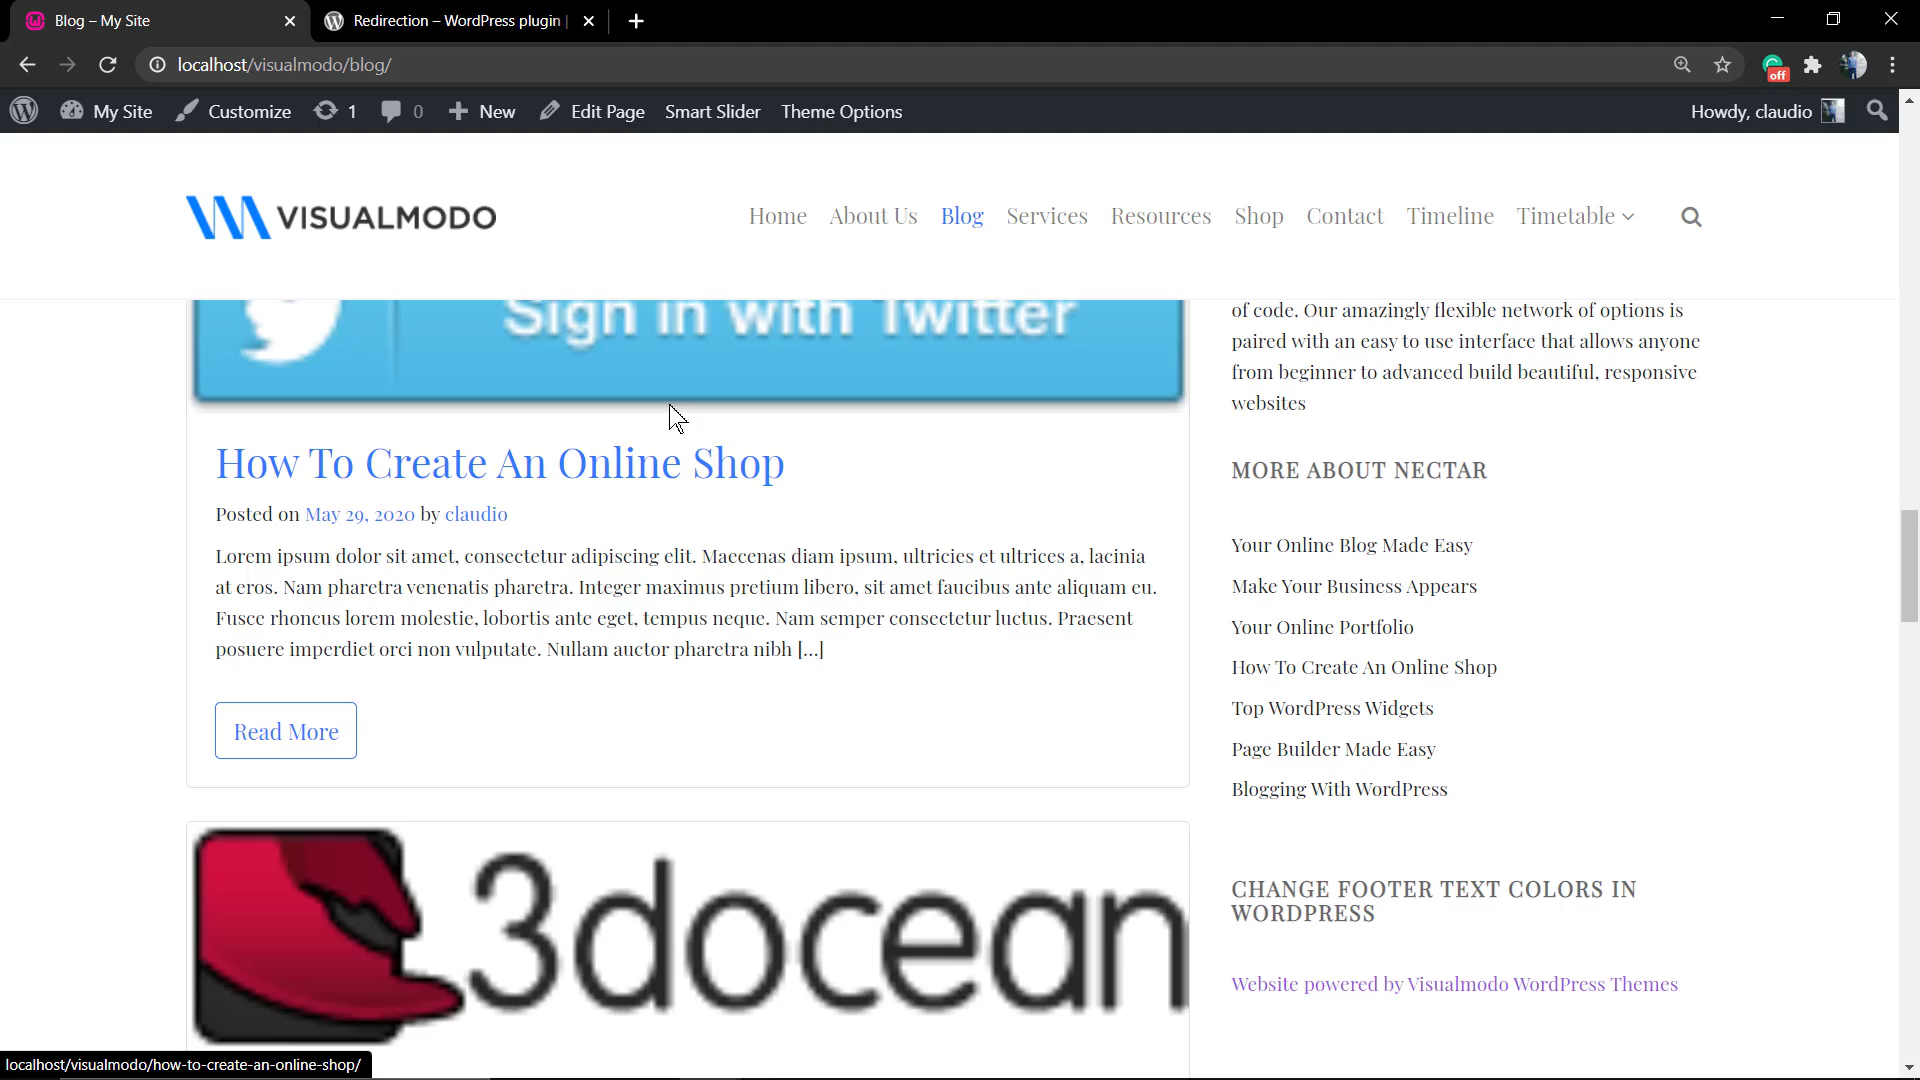 Blog – My Site
Redirection – WordPress plugin |
localhost/visualmodo/blog/
off
My Site
Customize
1
0
New
Edit Page
Smart Slider
Theme Options
Howdy, claudio
VISUALMODO
Home
About Us
Blog
Services
Resources
Shop
Contact
Timeline
Timetable
Sign in with Twitter
How To Create An Online Shop
Posted on May 29, 2020 by claudio
Lorem ipsum dolor sit amet, consectetur adipiscing elit. Maecenas diam ipsum, ultricies et ultrices a, lacinia
at eros. Nam pharetra venenatis pharetra. Integer maximus pretium libero, sit amet faucibus ante aliquam eu.
Fusce rhoncus lorem molestie, lobortis ante eget, tempus neque. Nam semper consectetur luctus. Praesent
posuere imperdiet orci non vulputate. Nullam auctor pharetra nibh [...]
Read More
3docean
of code. Our amazingly flexible network of options is
paired with an easy to use interface that allows anyone
from beginner to advanced build beautiful, responsive
websites
MORE ABOUT NECTAR
Your Online Blog Made Easy
Make Your Business Appears
Your Online Portfolio
How To Create An Online Shop
Top WordPress Widgets
Page Builder Made Easy
Blogging With WordPress
CHANGE FOOTER TEXT COLORS IN
WORDPRESS
Website powered by Visualmodo WordPress Themes
localhost/visualmodo/how-to-create-an-online-shop/